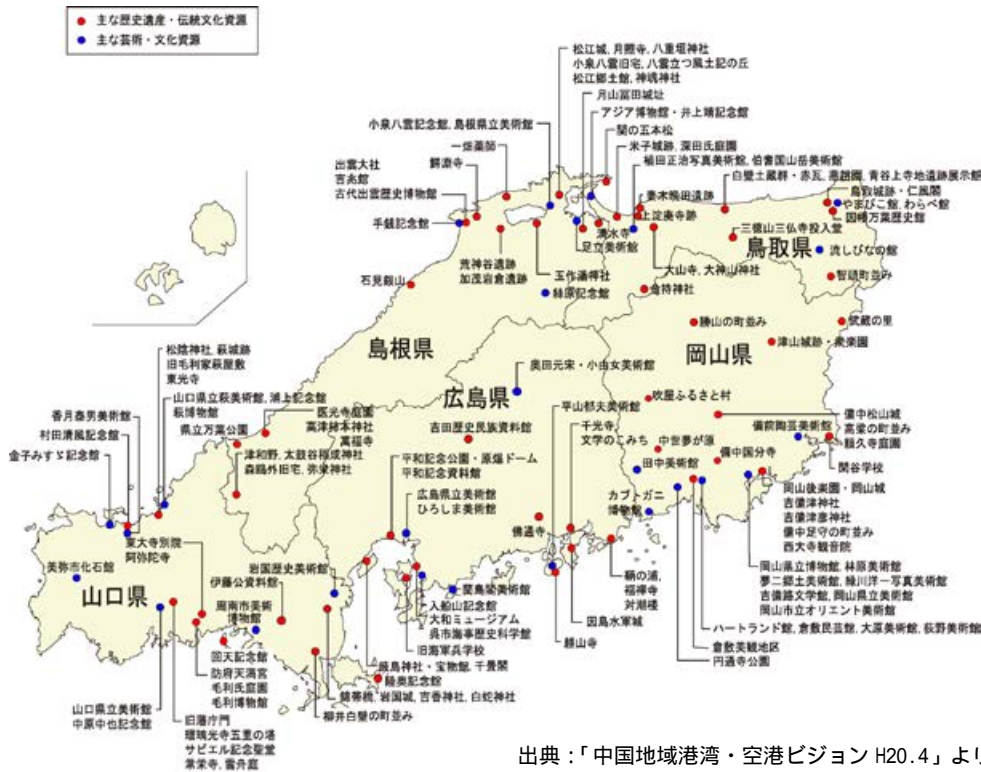 主な歴史遺産・伝統文化資源
主な芸術・文化資源
松江城, 月照寺, 八重垣神社
小泉八雲旧宅, 八雲立つ風土記の丘
松江郷土館, 神魂神社
月山冨田城址
アジア博物館・井上靖記念館
小泉八雲記念館, 島根県立美術館
関の五本松
一畑薬師
米子城跡, 深田氏庭園
鰐淵寺
植田正治写真美術館, 伯耆国山岳美術館
出雲大社
吉兆館
古代出雲歴史博物館
白壁土蔵群・赤瓦, 燕趙園, 青谷上寺地遺跡展示館
鳥取城跡・仁風閣
妻木晩田遺跡
やまびこ館, わらべ館
手銭記念館
上淀廃寺跡
因幡万葉歴史館
清水寺
三徳山三仏寺投入堂
足立美術館
鳥取県
流しびなの館
荒神谷遺跡
加茂岩倉遺跡
玉作湯神社
大山寺, 大神山神社
石見銀山
智頭町並み
絲原記念館
金持神社
勝山の町並み
武蔵の里
島根県
津山城跡・衆楽園
岡山県
松陰神社, 萩城跡
旧毛利家萩屋敷
東光寺
奥田元宋・小由女美術館
広島県
吹屋ふるさと村
山口県立萩美術館, 浦上記念館
萩博物館
平山郁夫美術館
香月泰男美術館
医光寺庭園
高津柿本神社
萬福寺
備中松山城
高梁の町並み
頼久寺庭園
県立万葉公園
千光寺,
文学のこみち
村田清風記念館
吉田歴史民族資料館
備前陶芸美術館
中世夢が原
金子みすゞ記念館
津和野, 太鼓谷稲成神社
森鴎外旧宅, 弥栄神社
備中国分寺
閑谷学校
平和記念公園・原爆ドーム
平和記念資料館
田中美術館
カブトガニ
博物館
岡山後楽園・岡山城
吉備津神社
吉備津彦神社
備中足守の町並み
西大寺観音院
広島県立美術館
ひろしま美術館
佛通寺
東大寺別院
阿弥陀寺
美祢市化石館
岩国歴史美術館
鞆の浦,
福禅寺
対潮楼
岡山県立博物館, 林原美術館
夢二郷土美術館, 緑川洋一写真美術館
吉備路文学館, 岡山県立美術館
岡山市立オリエント美術館
山口県
伊藤公資料館
蘭島閣美術館
周南市美術
博物館
入船山記念館
大和ミュージアム
呉市海事歴史科学館
旧海軍兵学校
因島水軍城
ハートランド館, 倉敷民芸館, 大原美術館, 荻野美術館
倉敷美観地区
向上寺
円通寺公園
回天記念館
厳島神社・宝物館, 千畳閣
陸奥記念館
防府天満宮
毛利氏庭園
毛利博物館
錦帯橋, 岩国城, 吉香神社, 白蛇神社
山口県立美術館
中原中也記念館
柳井白壁の町並み
旧藩庁門
瑠璃光寺五重の塔
サビエル記念聖堂
常栄寺, 雪舟庭
出典：「中国地域港湾・空港ビジョン H20.4」よ